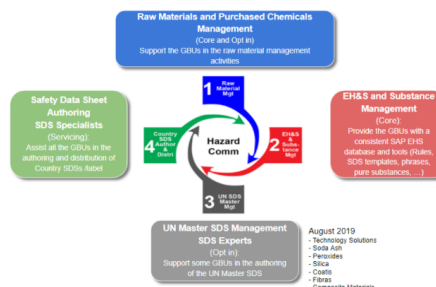 Raw Materials and Purchased Chemicals
Management
(Core and Opt in)
Support the GBUs in the raw material management
activities
Safety Data Sheet
Authoring
SDS Specialists
(Servicing):
Assist all the GBUs in the
authoring and distribution of
Country SDSs /label
1
Raw
Material
Mgt
Country
SDS
Author &
Distri
4
Hazard
Comm
2
EH&S
&
Subs-
tance
Mgt
3
UN SDS
Master
Mgt
EH&S and Substance
Management
(Core):
Provide the GBUs with a
consistent SAP EHS
database and tools (Rules,
SDS templates, phrases,
pure substances, ...)
UN Master SDS Management
SDS Experts
(Opt in):
Support some GBUs in the authoring
of the UN Master SDS
August 2019
- Technology Solutions
- Soda Ash
- Peroxides
- Silica
- Coatis
- Fibras
- Composite Materials